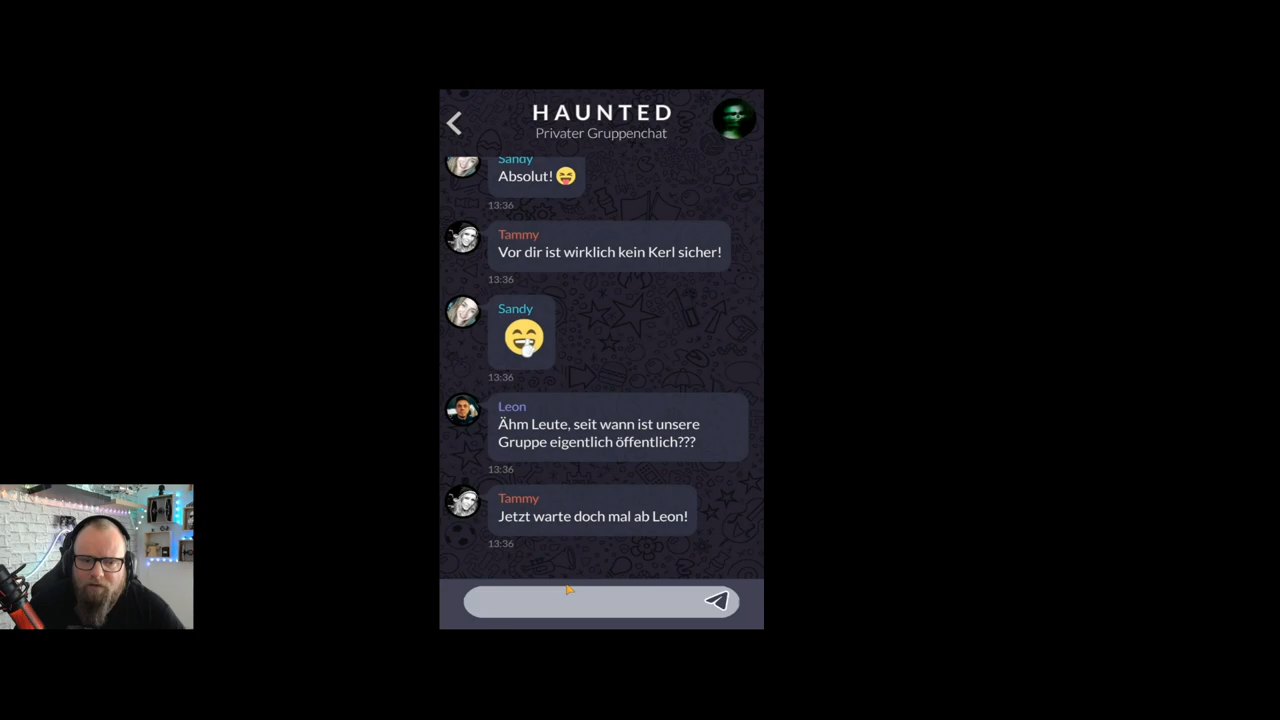 HAUNTED
Privater Gruppenchat
Sandy
Absolut! 😝
13:36
Tammy
Vor dir ist wirklich kein Kerl sicher!
13:36
Sandy
13:36
Leon
Ähm Leute, seit wann ist unsere
Gruppe eigentlich öffentlich???
13:36
Tammy
Jetzt warte doch mal ab Leon!
13:36